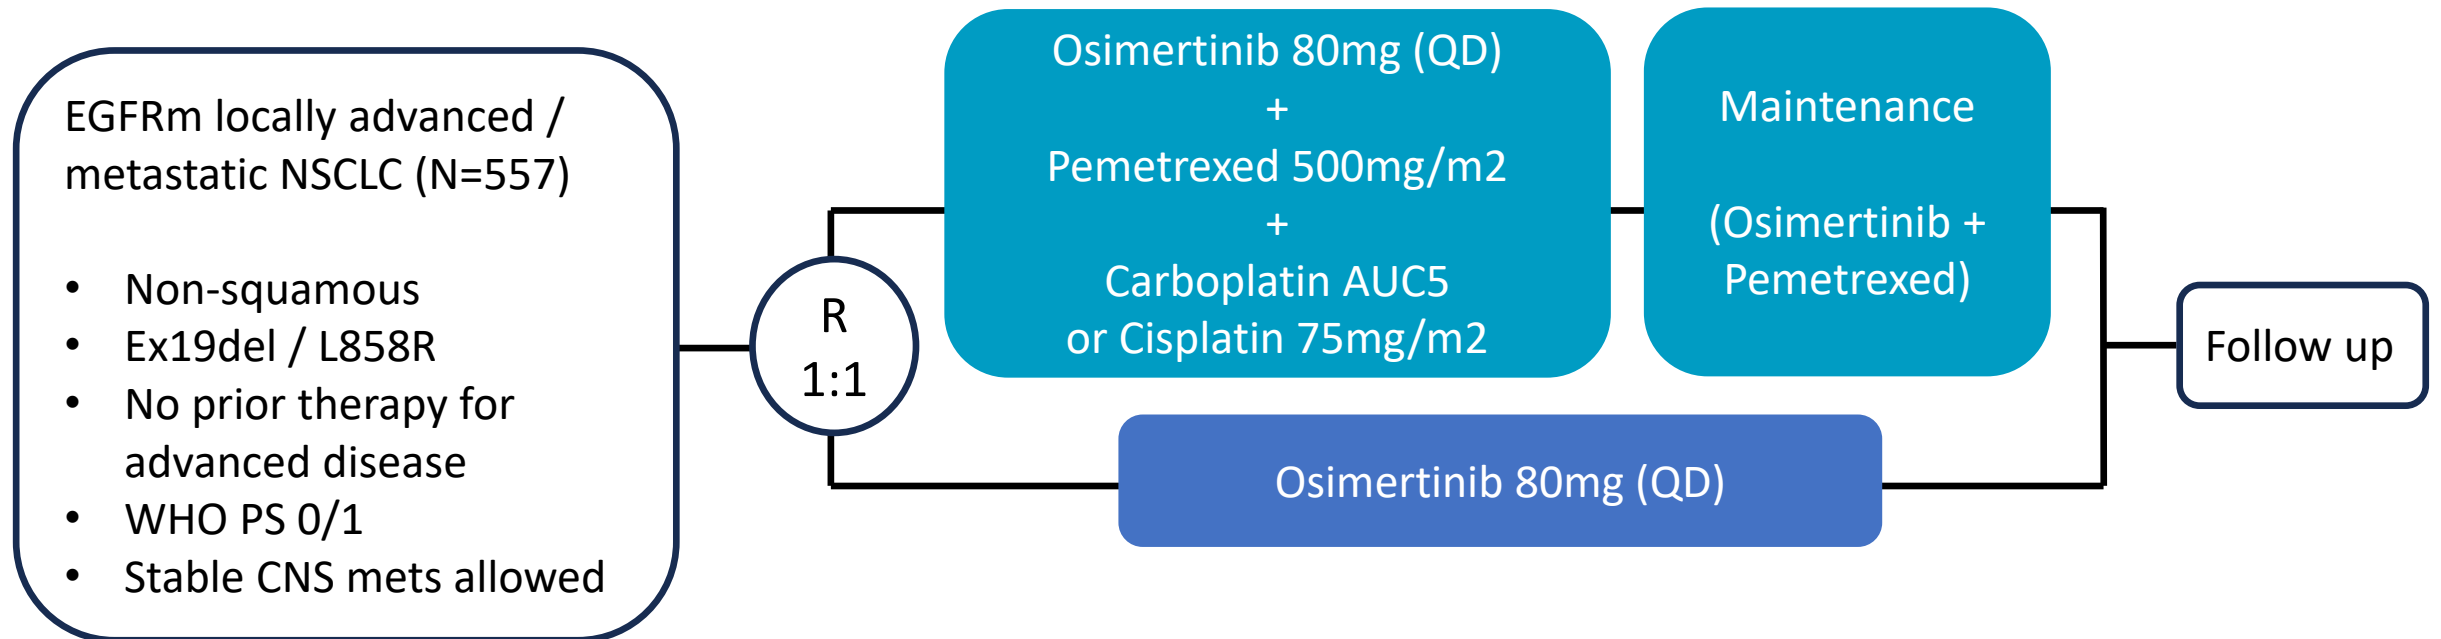 EGFRm locally advanced /
metastatic NSCLC (N=557)
• Non-squamous
• Ex19del / L858R
• No prior therapy for
advanced disease
• WHO PS 0/1
• Stable CNS mets allowed
R
1:1
Osimertinib 80mg (QD)
+
Pemetrexed 500mg/m2
+
Carboplatin AUC5
or Cisplatin 75mg/m2
Maintenance
(Osimertinib +
Pemetrexed)
Osimertinib 80mg (QD)
Follow up